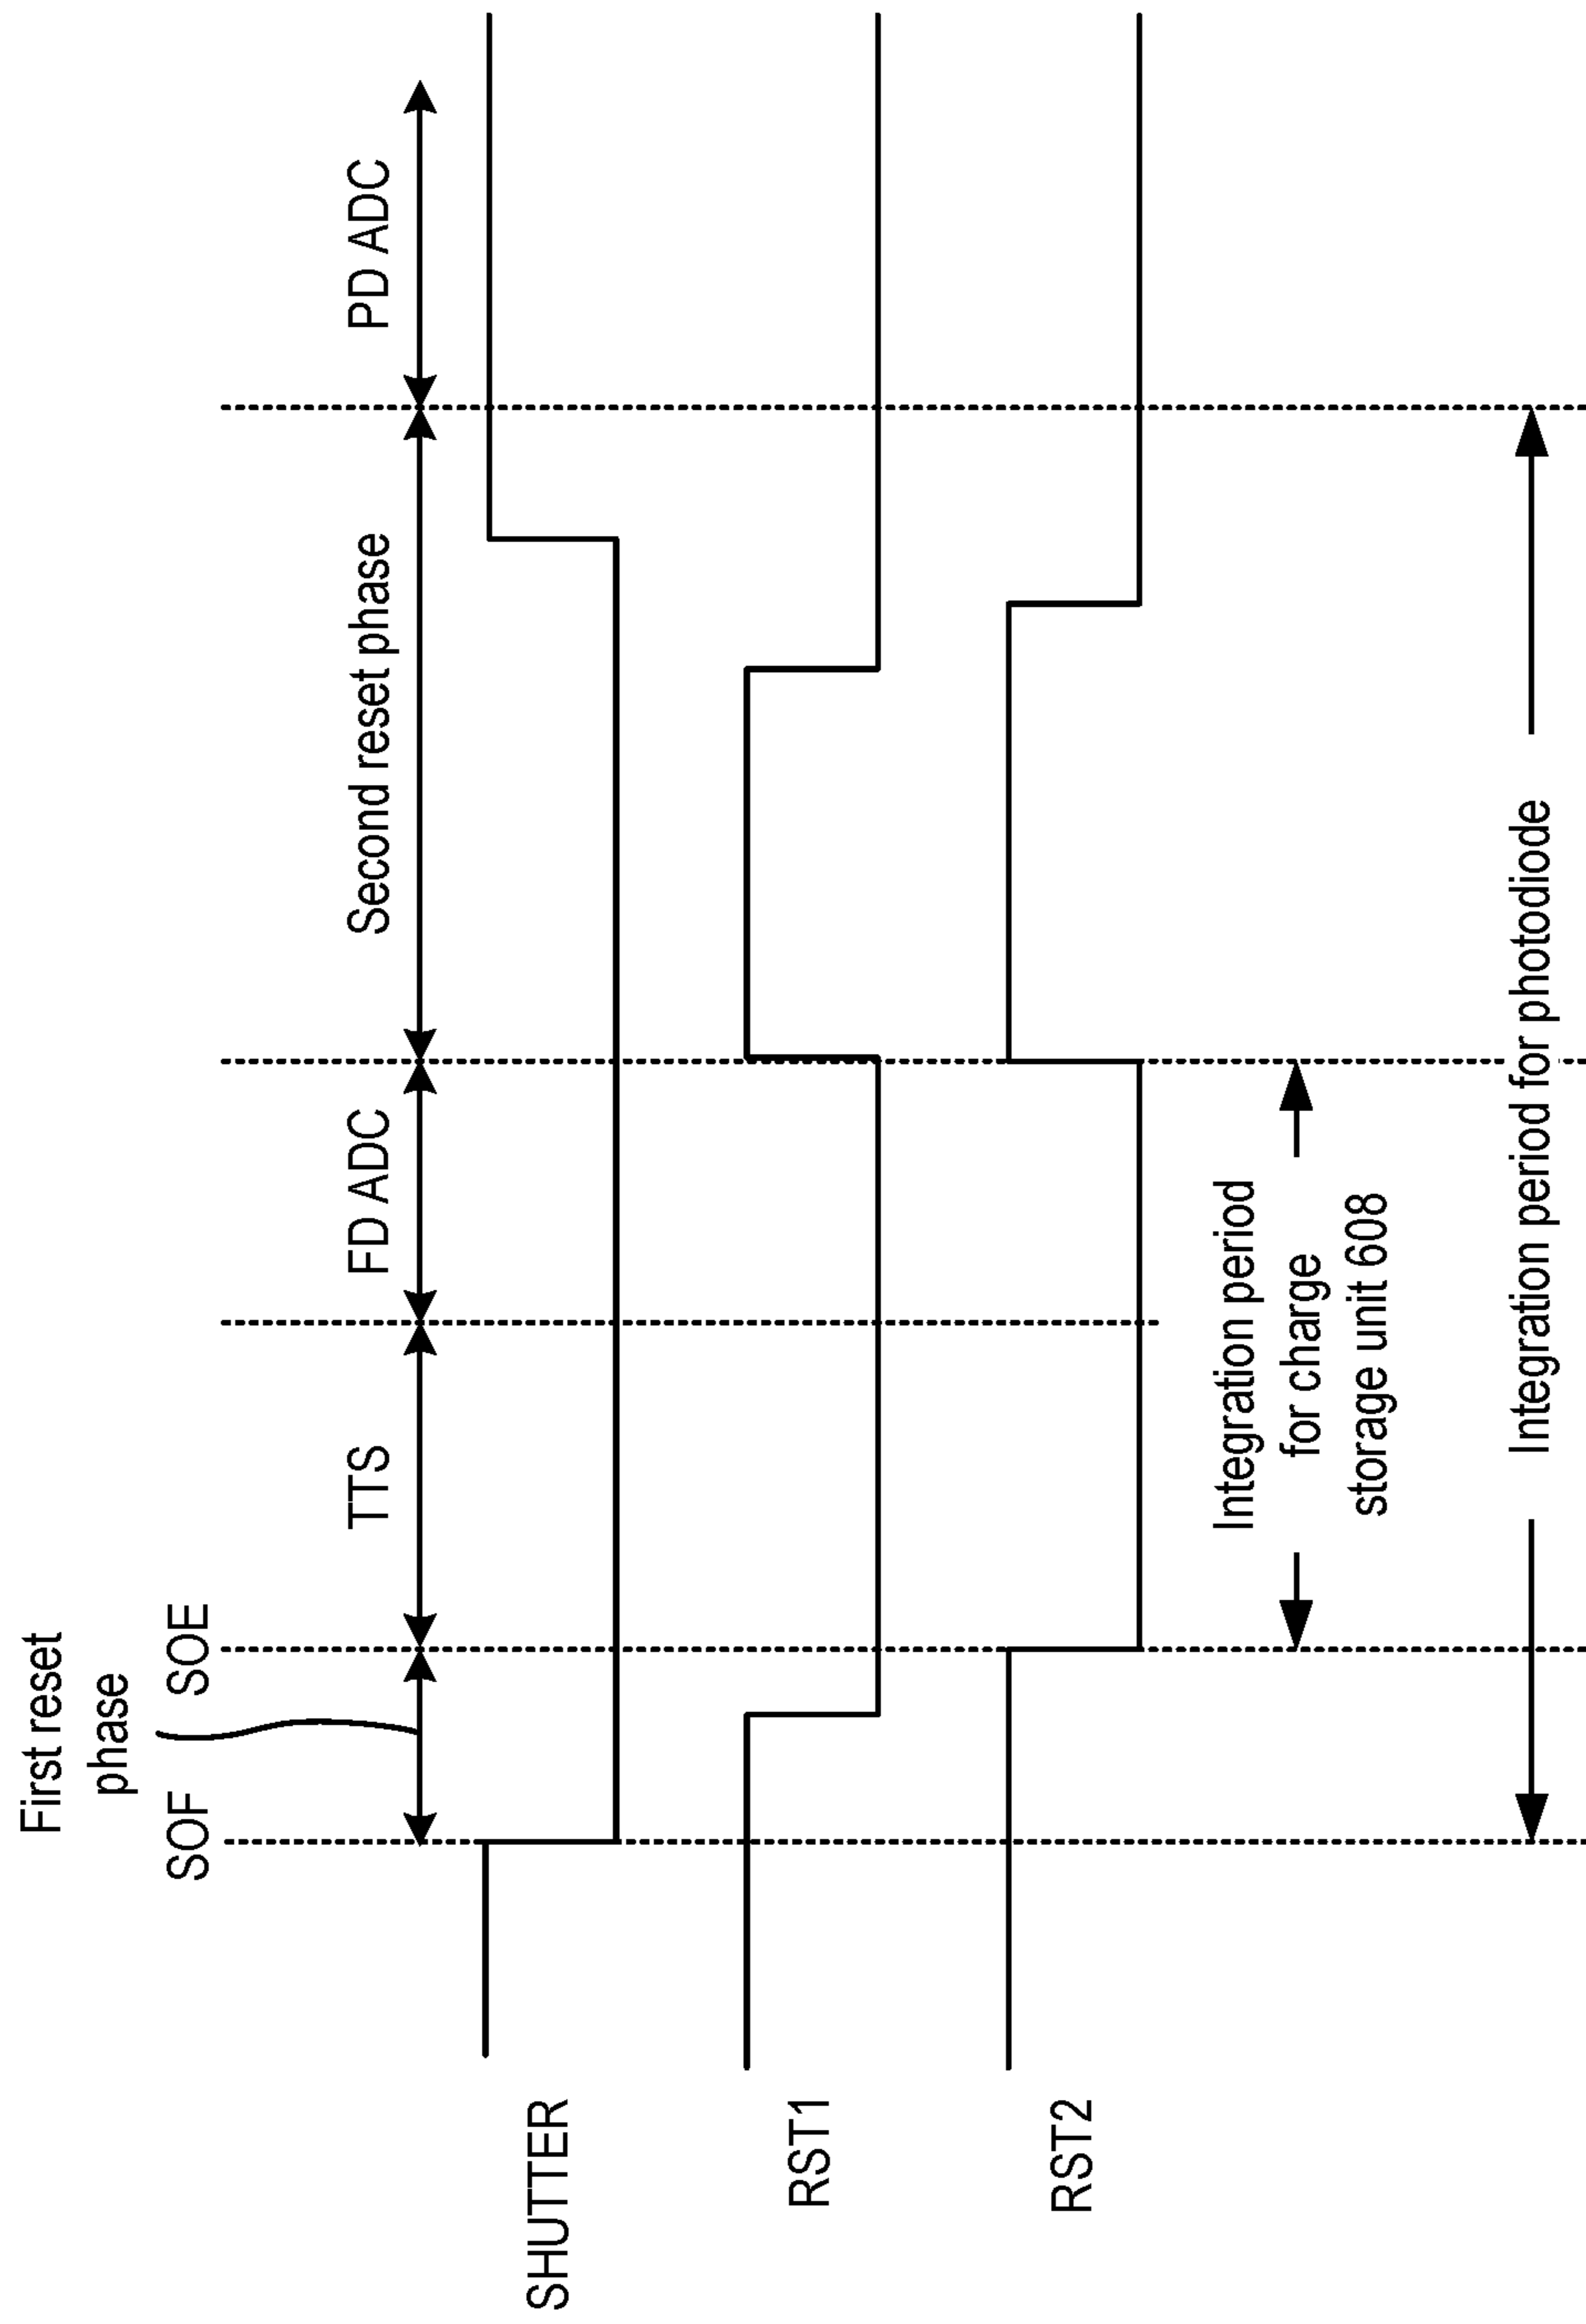 First reset
phase
SOF
SOE
TTS
FD ADC
Second reset phase
PD ADC
SHUTTER
RST1
RST2
Integration period
for charge
storage unit 608
Integration period for photodiode